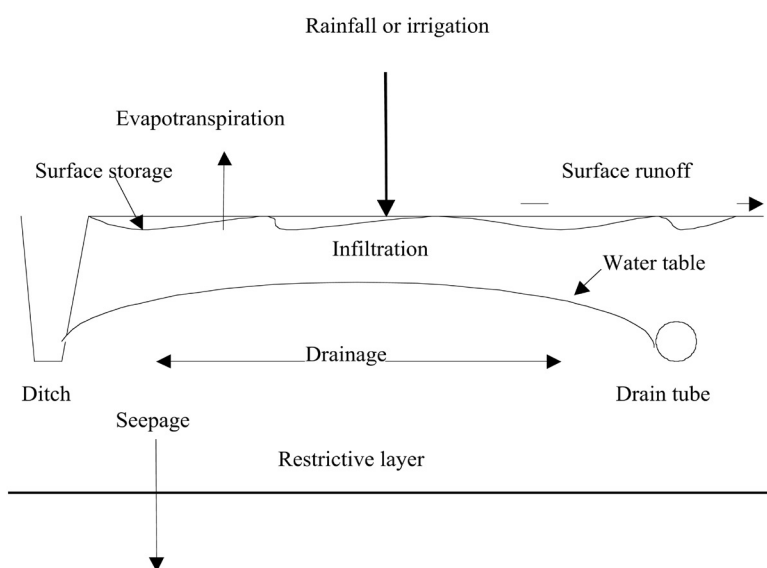 Rainfall or irrigation
Evapotranspiration
Surface storage
Surface runoff
Infiltration
Water table
Drainage
Ditch
Drain tube
Seepage
Restrictive layer